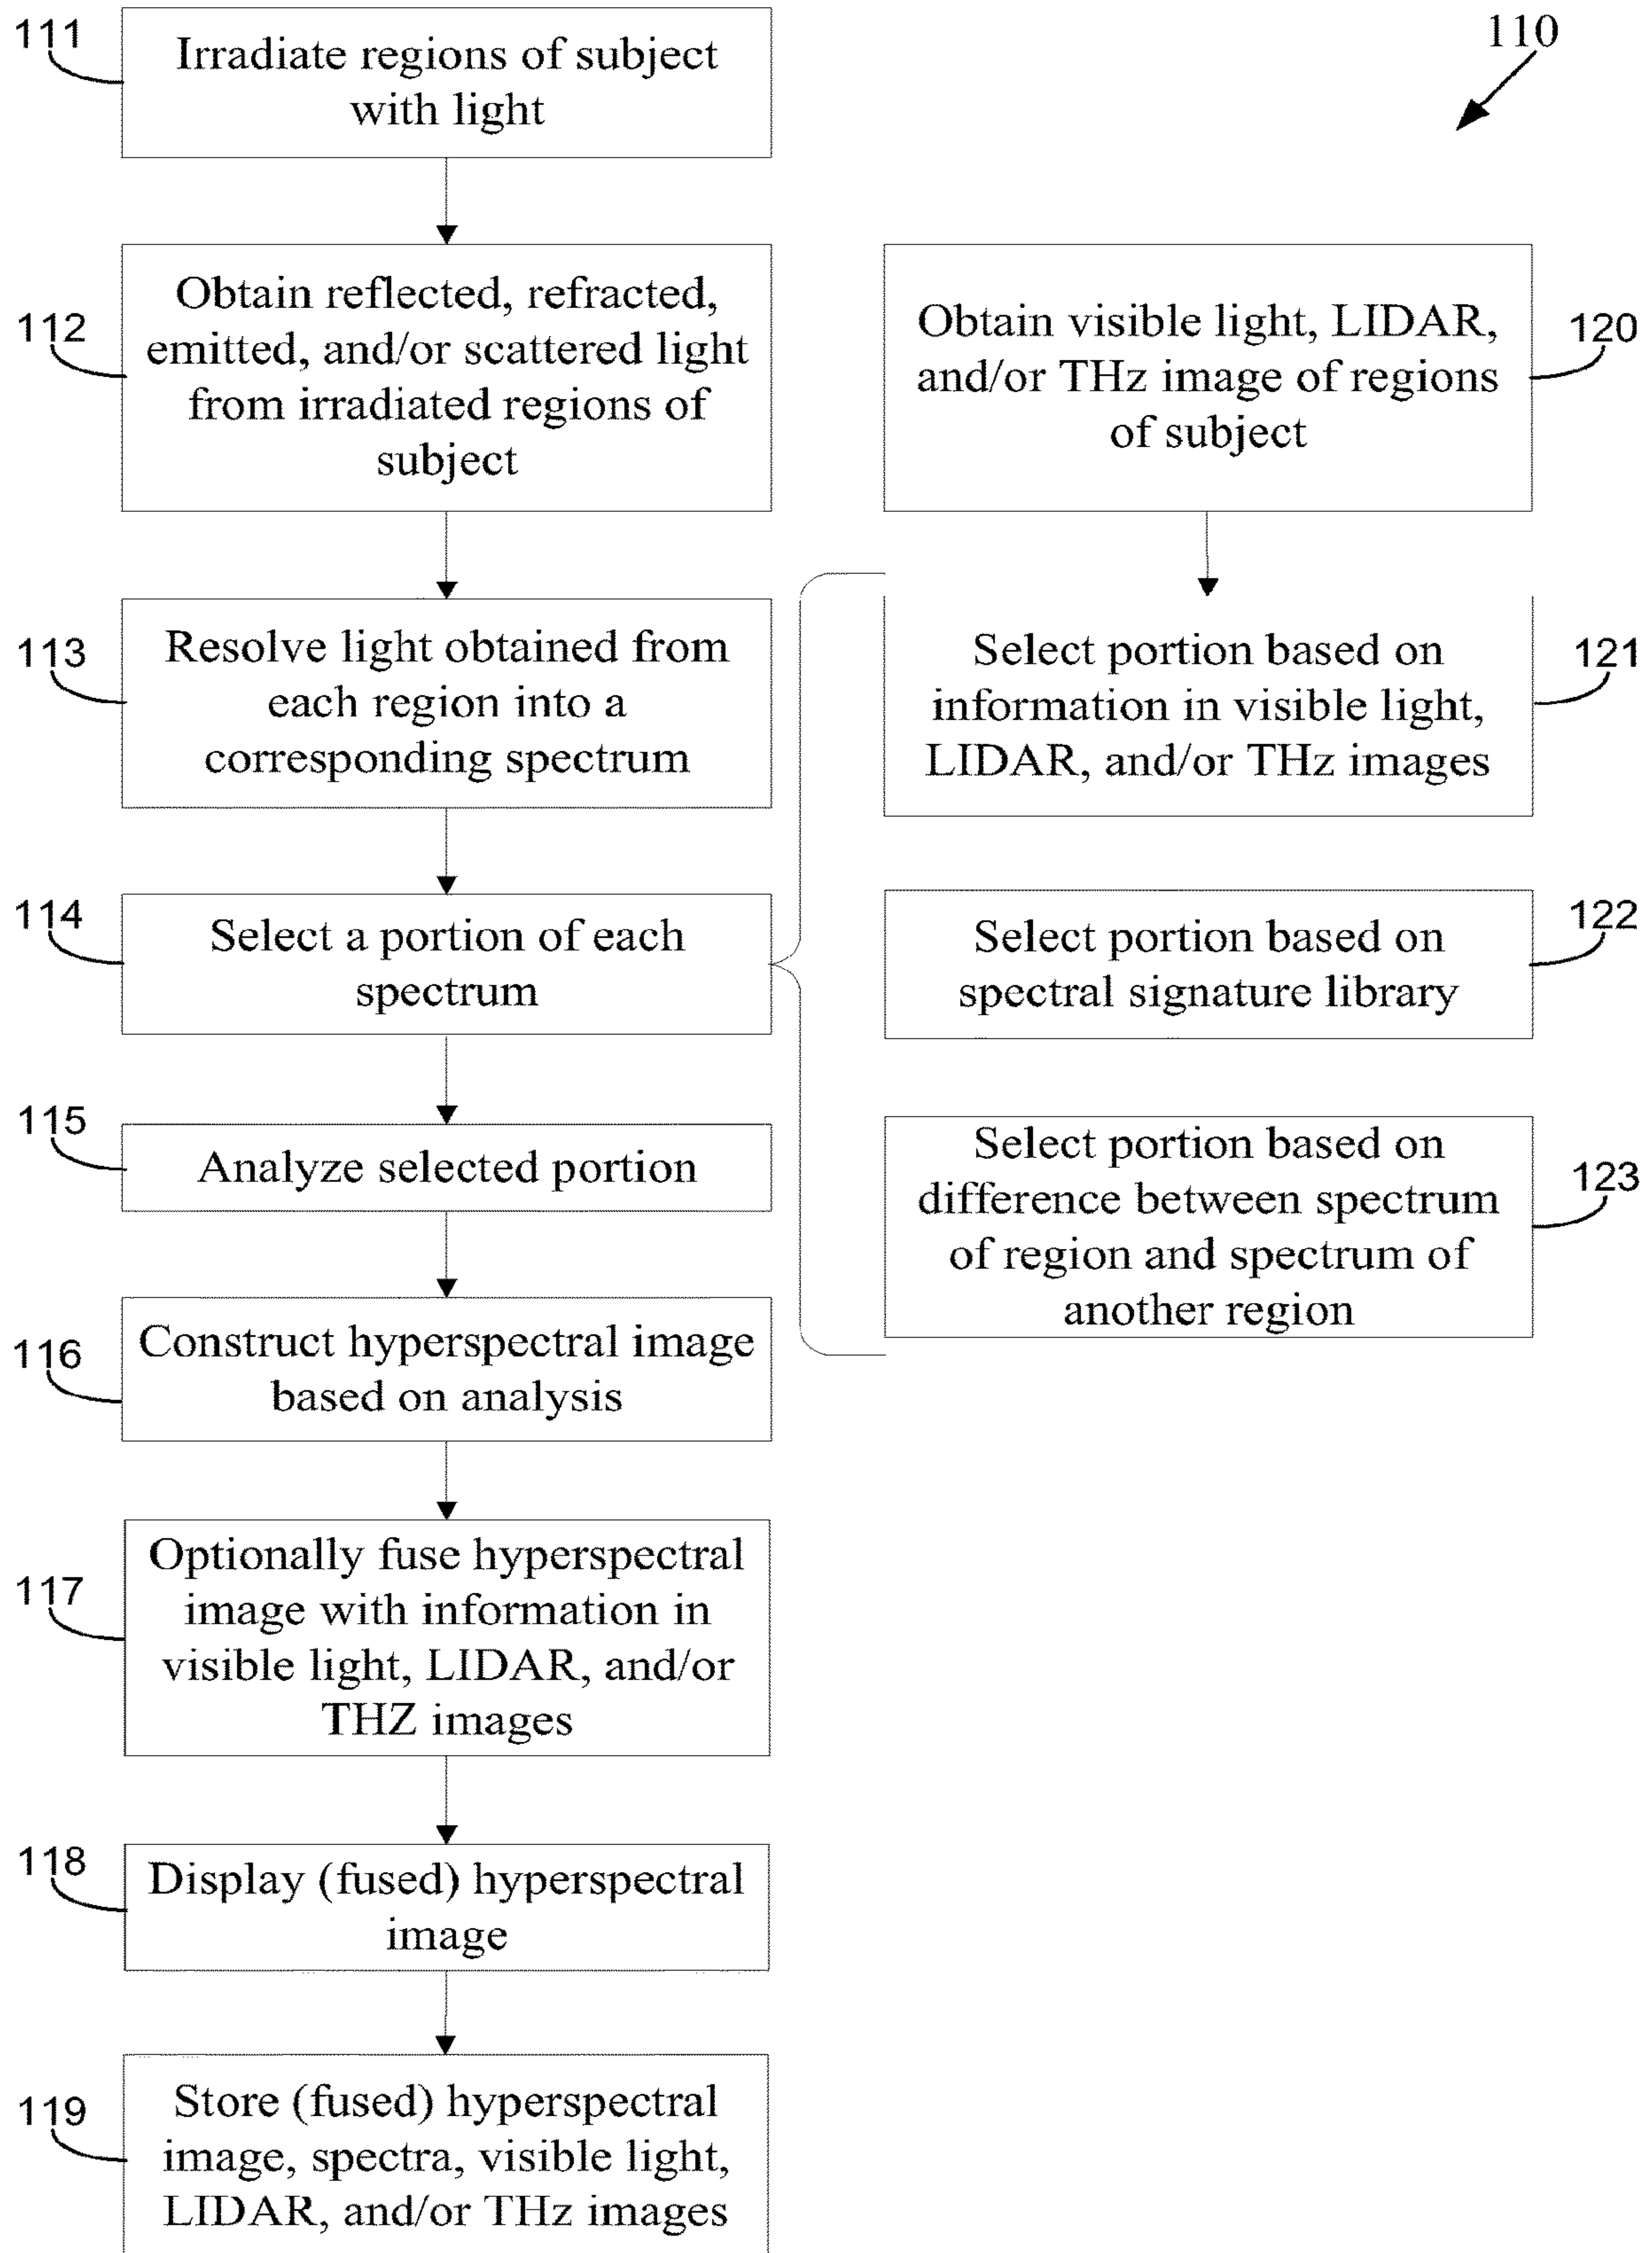 111
Irradiate regions of subject
with light
110
112
Obtain reflected, refracted,
emitted, and/or scattered light
from irradiated regions of
subject
Obtain visible light, LIDAR,
and/or THz image of regions
of subject
120
113
Resolve light obtained from
each region into a
corresponding spectrum
Select portion based on
information in visible light,
LIDAR, and/or THz images
121
114
Select a portion of each
spectrum
Select portion based on
spectral signature library
122
115
Analyze selected portion
Select portion based on
difference between spectrum
of region and spectrum of
another region
123
116
Construct hyperspectral image
based on analysis
117
Optionally fuse hyperspectral
image with information in
visible light, LIDAR, and/or
THZ images
118
Display (fused) hyperspectral
image
119
Store (fused) hyperspectral
image, spectra, visible light,
LIDAR, and/or THz images